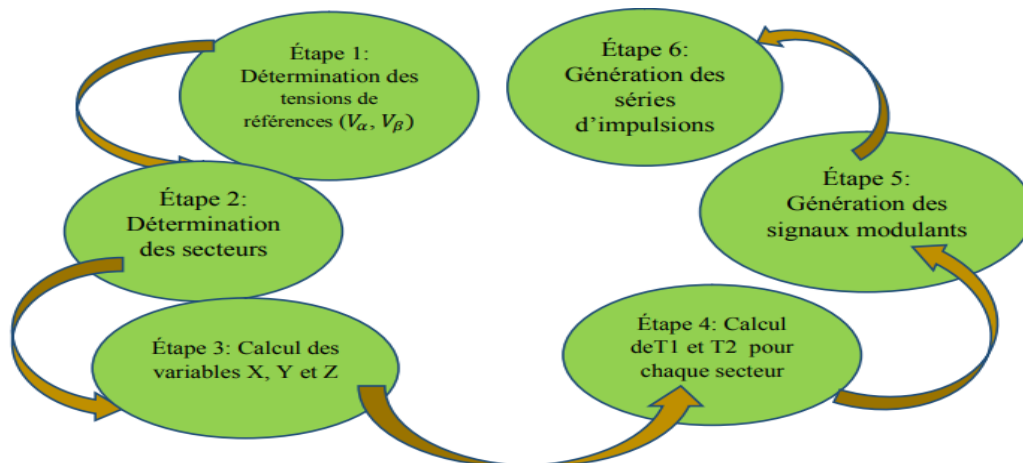 Étape 1:
Détermination des
tensions de
références (𝑉𝛼, 𝑉𝛽)
Étape 2:
Détermination
des secteurs
Étape 3: Calcul des
variables X, Y et Z
Étape 4: Calcul
deT1 et T2 pour
chaque secteur
Étape 5:
Génération des
signaux modulants
Étape 6:
Génération des
séries
d’impulsions